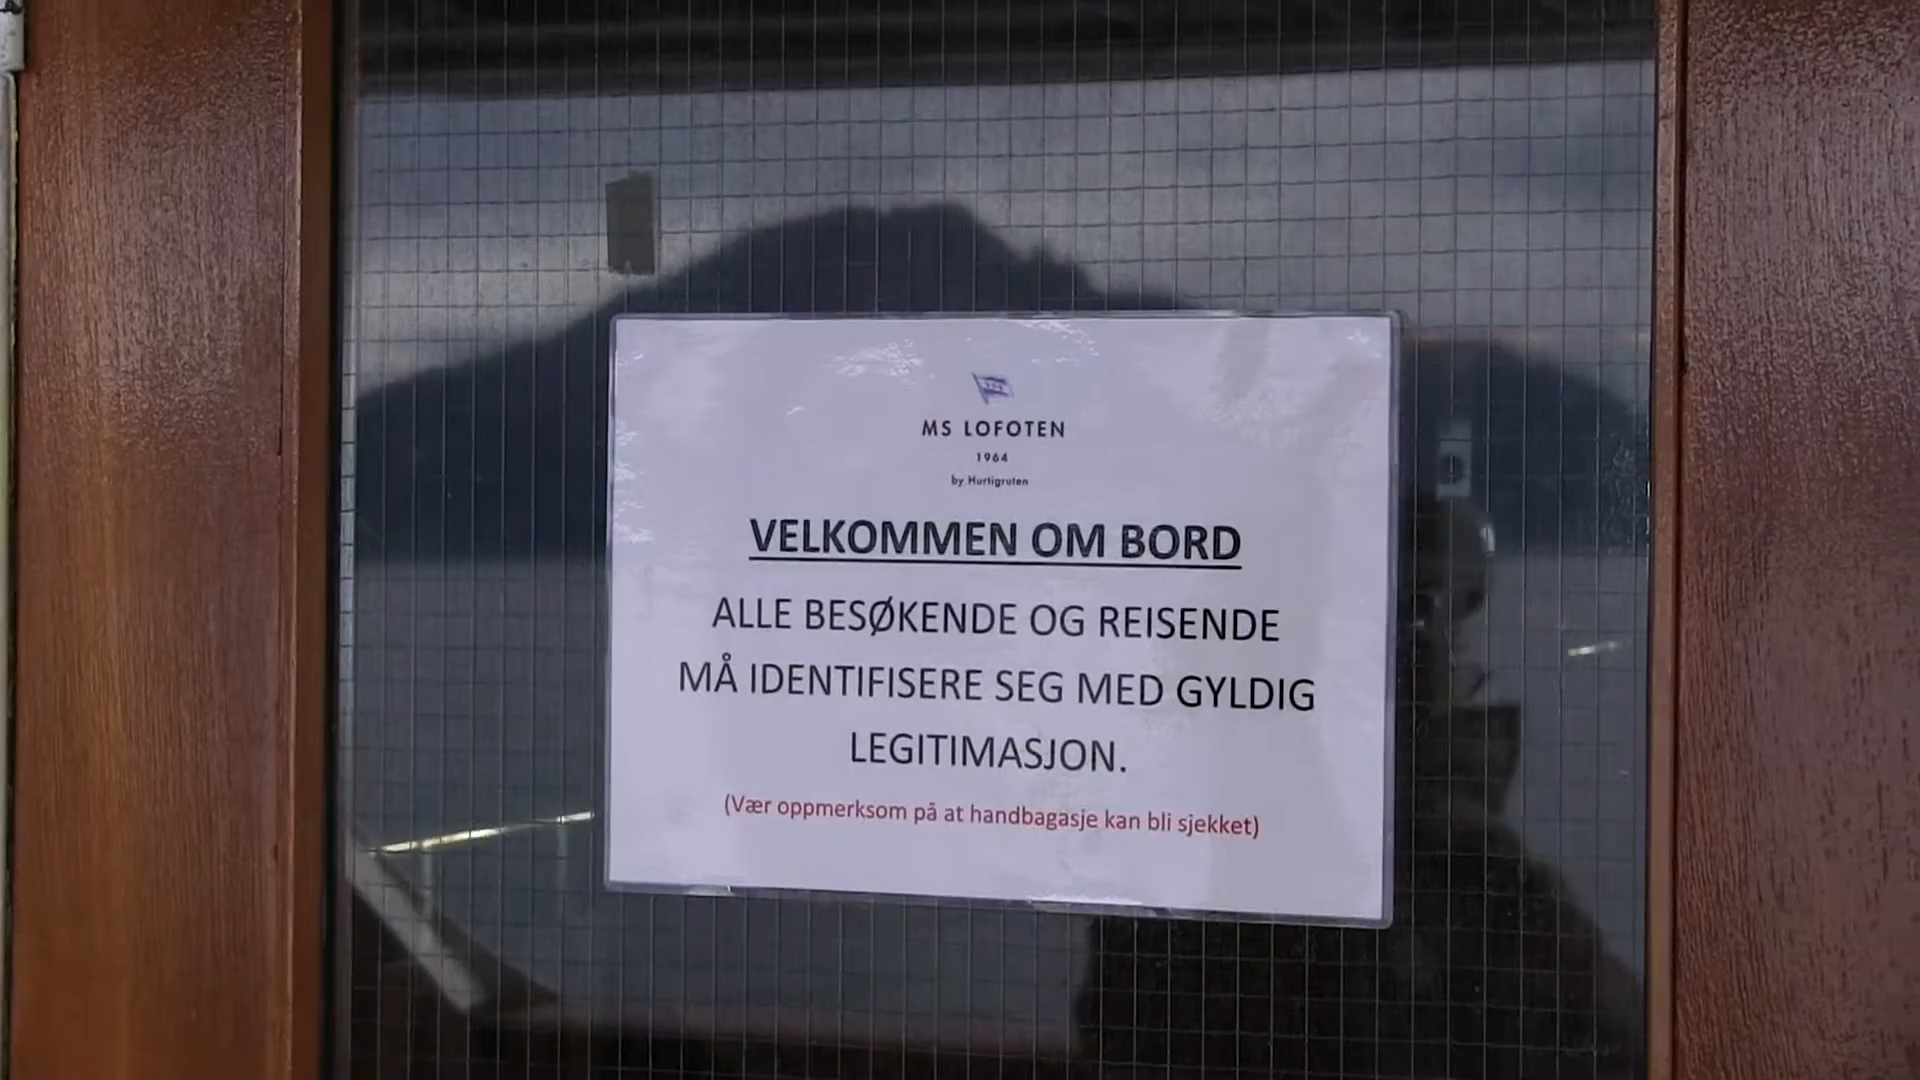 MS LOFOTEN
1964
by Hurtigruten
VELKOMMEN OM BORD
ALLE BESØKENDE OG REISENDE
MÅ IDENTIFISERE SEG MED GYLDIG
LEGITIMASJON.
(Vær oppmerksom på at handbagasje kan bli sjekket)